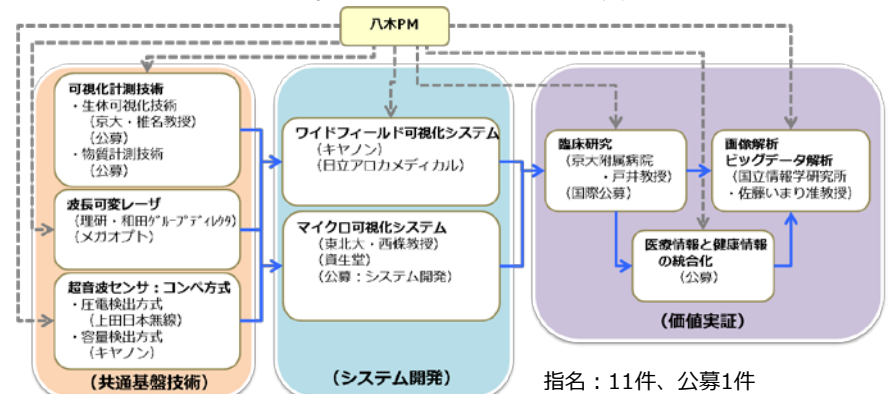 八木PM
可視化計測技術
・生体可視化技術
(京大・椎名教授)
(公募)
・物質計測技術
(公募)
波長可変レーザ
(理研・和田グループディレクタ)
(メガオプト)
超音波センサ:コンペ方式
・圧電検出方式
(上田日本無線)
・容量検出方式
(キヤノン)
(共通基盤技術)
ワイドフィールド可視化システム
(キヤノン)
(日立アロカメディカル)
マイクロ可視化システム
(東北大・西條教授)
(資生堂)
(公募:システム開発)
(システム開発)
臨床研究
(京大附属病院
・戸井教授)
(国際公募)
画像解析
ビッグデータ解析
(国立情報学研究所
・佐藤いまり准教授)
医療情報と健康情報
の統合化
(公募)
(価値実証)
指名:11件、公募1件